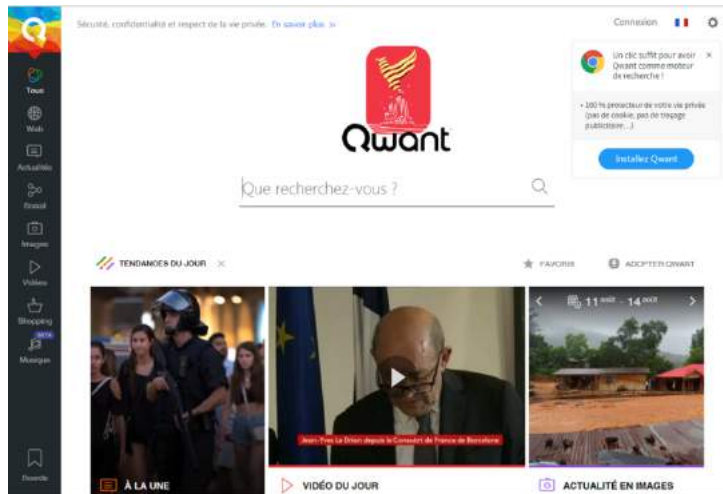 Sécurité, confidentialité et respect de la vie privée. En savoir plus »
Connexion
Un clic suffit pour avoir
Qwant comme moteur
de recherche !
• 100 % protecteur de votre vie privée
(pas de cookie, pas de traçage
publicitaire,...)
Installez Qwant
Qwant
Que recherchez-vous ?
Tous
Web
Actualités
Social
Images
Vidéos
Shopping
BETA
Musique
Boards
TENDANCES DU JOUR
FAVORIS
ADOPTER QWANT
11 août - 14 août
Jean-Yves Le Drian depuis le Consulat de France de Barcelone
À LA UNE
VIDÉO DU JOUR
ACTUALITÉ EN IMAGES